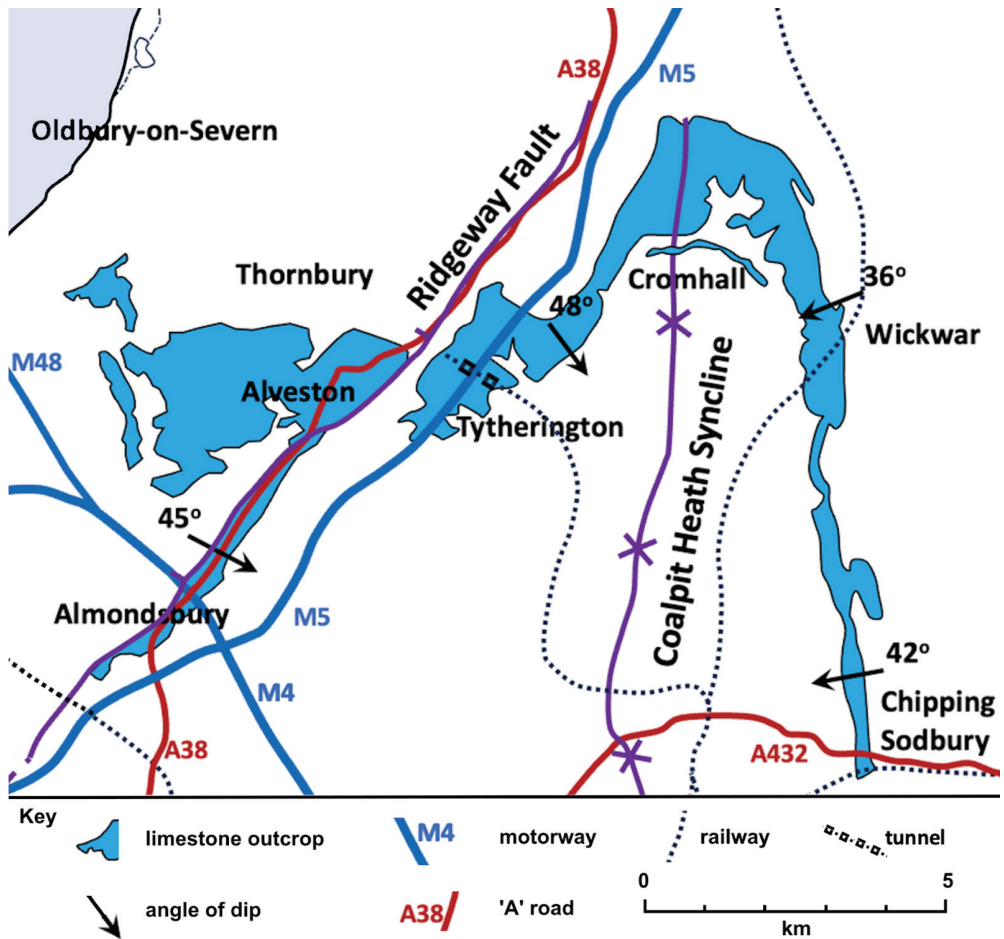 A38
M5
Oldbury-on-Severn
Ridgeway Fault
Thornbury
Cromhall
36°
48°
Wickwar
M48
Alveston
Tytherington
Coalpit Heath Syncline
45°
Almondsbury
M5
42°
M4
Chipping
Sodbury
A38
A432
Key
limestone outcrop
M4
motorway
railway
tunnel
angle of dip
A38
'A' road
0
5
km